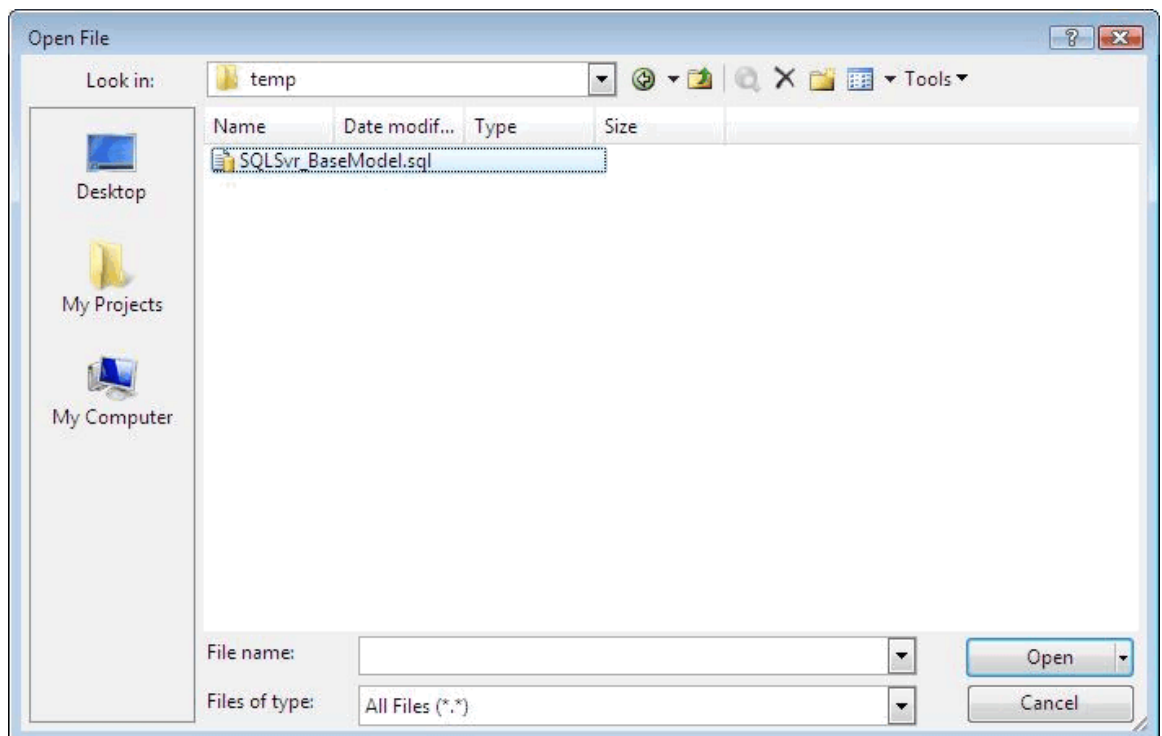 Open File
Look in: temp Tools
Name Date modif... Type Size
SQLSvr_BaseModel.sql
Desktop
My Projects
My Computer
File name: Open
Files of type: All Files (*.*) Cancel